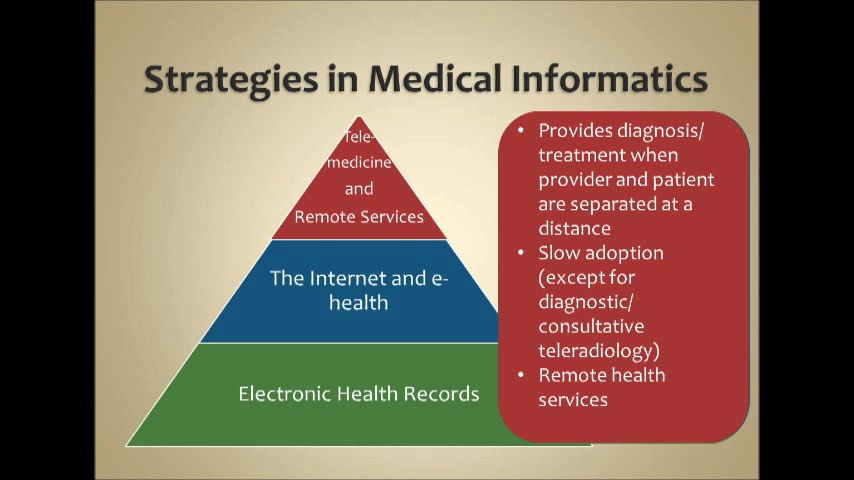 Strategies in Medical Informatics
Tele-
medicine
and
Remote Services
The Internet and e-
health
Electronic Health Records
• Provides diagnosis/
treatment when
provider and patient
are separated at a
distance
• Slow adoption
(except for
diagnostic/
consultative
teleradiology)
• Remote health
services